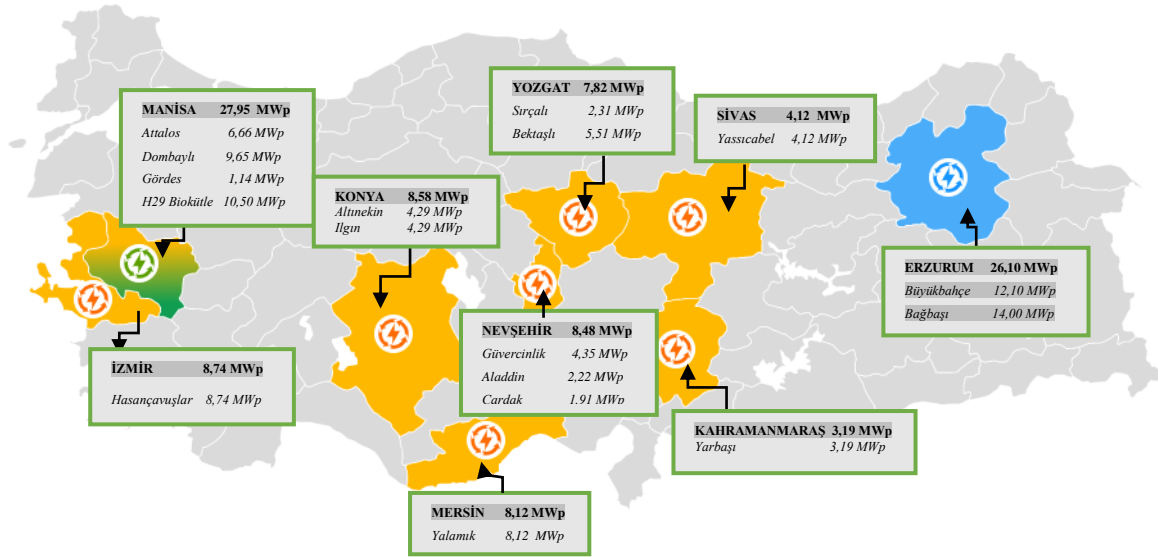 YOZGAT 7,82 MWp
Sırçalı 2,31 MWp
Bektaşlı 5,51 MWp
MANİSA 27,95 MWp
Attalos 6,66 MWp
Dombaylı 9,65 MWp
Gördes 1,14 MWp
H29 Biokütle 10,50 MWp
SİVAS 4,12 MWp
Yassıcabel 4,12 MWp
KONYA 8,58 MWp
Altınekin 4,29 MWp
Ilgın 4,29 MWp
ERZURUM 26,10 MWp
Büyükbahçe 12,10 MWp
Bağbaşı 14,00 MWp
NEVŞEHİR 8,48 MWp
Güvercinlik 4,35 MWp
Aladdin 2,22 MWp
Cardak 1.91 MWp
İZMİR 8,74 MWp
Hasançavuşlar 8,74 MWp
KAHRAMANMARAŞ 3,19 MWp
Yarbaşı 3,19 MWp
MERSİN 8,12 MWp
Yalamık 8,12 MWp